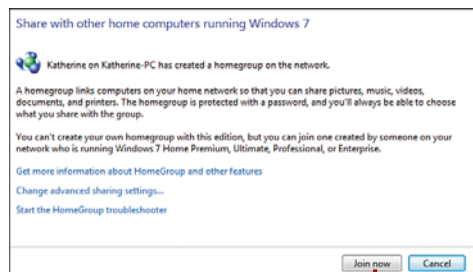 Share with other home computers running Windows 7
Katherine on Katherine-PC has created a homegroup on the network.
A homegroup links computers on your home network so that you can share pictures, music, videos,
documents, and printers. The homegroup is protected with a password, and you'll always be able to choose
what you share with the group.
You can't create your own homegroup with this edition, but you can join one created by someone on your
network who is running Windows 7 Home Premium, Ultimate, Professional, or Enterprise.
Get more information about HomeGroup and other features
Change advanced sharing settings...
Start the HomeGroup troubleshooter
Join now Cancel